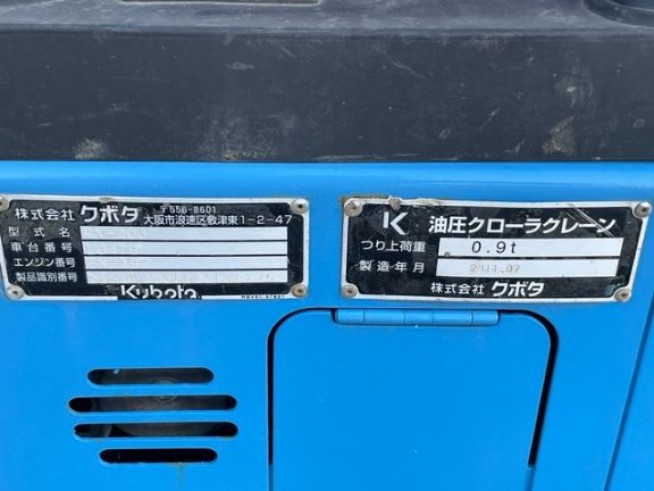 株式会社 クボタ
〒556-8601
大阪市浪速区敷津東1-2-47
型式名
車台番号
エンジン番号
製品識別番号
Kubota
K 油圧クローラクレーン
つり上荷重 0.9t
製造年月
株式会社 クボタ